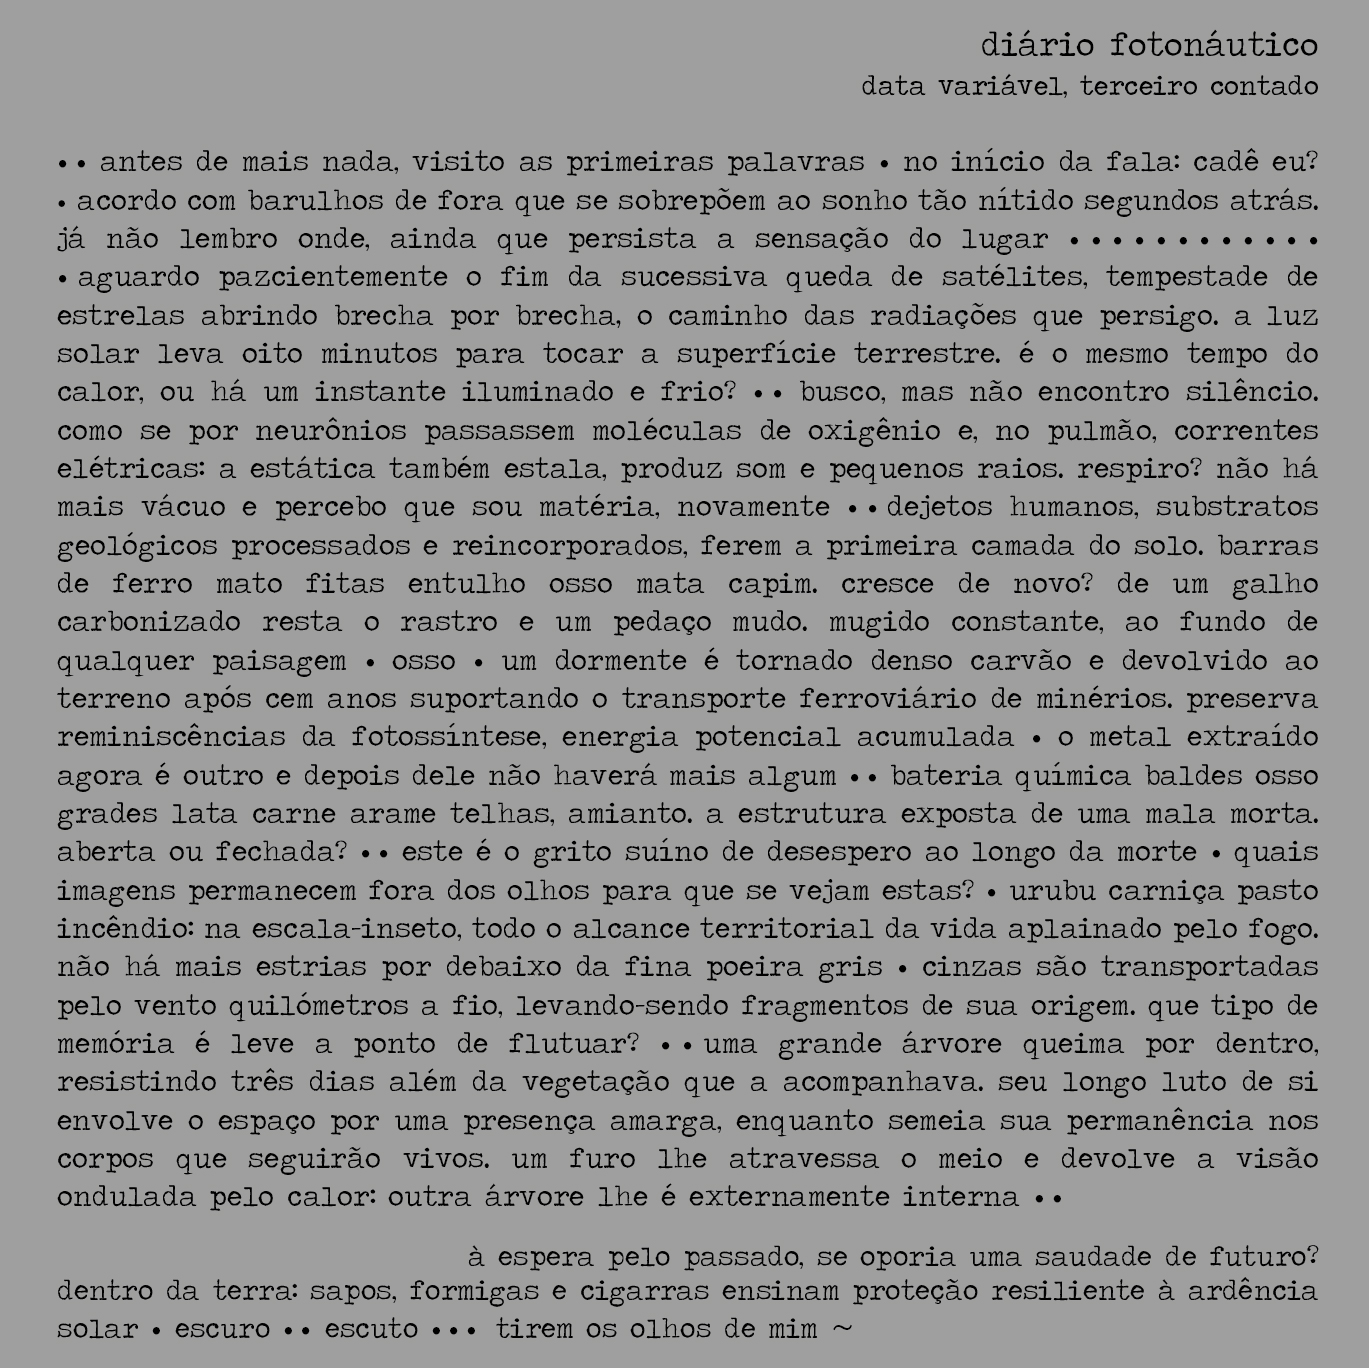 diário fotonáutico
data variável, terceiro contado
•• antes de mais nada, visito as primeiras palavras • no início da fala: cadê eu?
• acordo com barulhos de fora que se sobrepõem ao sonho tão nítido segundos atrás.
já não lembro onde, ainda que persista a sensação do lugar ••••••••••••
• aguardo pazcientemente o fim da sucessiva queda de satélites, tempestade de
estrelas abrindo brecha por brecha, o caminho das radiações que persigo. a luz
solar leva oito minutos para tocar a superfície terrestre. é o mesmo tempo do
calor, ou há um instante iluminado e frio? •• busco, mas não encontro silêncio.
como se por neurônios passassem moléculas de oxigênio e, no pulmão, correntes
elétricas: a estática também estala, produz som e pequenos raios. respiro? não há
mais vácuo e percebo que sou matéria, novamente •• dejetos humanos, substratos
geológicos processados e reincorporados, ferem a primeira camada do solo. barras
de ferro mato fitas entulho osso mata capim. cresce de novo? de um galho
carbonizado resta o rastro e um pedaço mudo. mugido constante, ao fundo de
qualquer paisagem • osso • um dormente é tornado denso carvão e devolvido ao
terreno após cem anos suportando o transporte ferroviário de minérios. preserva
reminiscências da fotossíntese, energia potencial acumulada • o metal extraído
agora é outro e depois dele não haverá mais algum •• bateria química baldes osso
grades lata carne arame telhas, amianto. a estrutura exposta de uma mala morta.
aberta ou fechada? •• este é o grito suíno de desespero ao longo da morte • quais
imagens permanecem fora dos olhos para que se vejam estas? • urubu carniça pasto
incêndio: na escala-inseto, todo o alcance territorial da vida aplainado pelo fogo.
não há mais estrias por debaixo da fina poeira gris • cinzas são transportadas
pelo vento quilómetros a fio, levando-sendo fragmentos de sua origem. que tipo de
memória é leve a ponto de flutuar? •• uma grande árvore queima por dentro,
resistindo três dias além da vegetação que a acompanhava. seu longo luto de si
envolve o espaço por uma presença amarga, enquanto semeia sua permanência nos
corpos que seguirão vivos. um furo lhe atravessa o meio e devolve a visão
ondulada pelo calor: outra árvore lhe é externamente interna ••
à espera pelo passado, se oporia uma saudade de futuro?
dentro da terra: sapos, formigas e cigarras ensinam proteção resiliente à ardência
solar • escuro •• escuto ••• tirem os olhos de mim ~